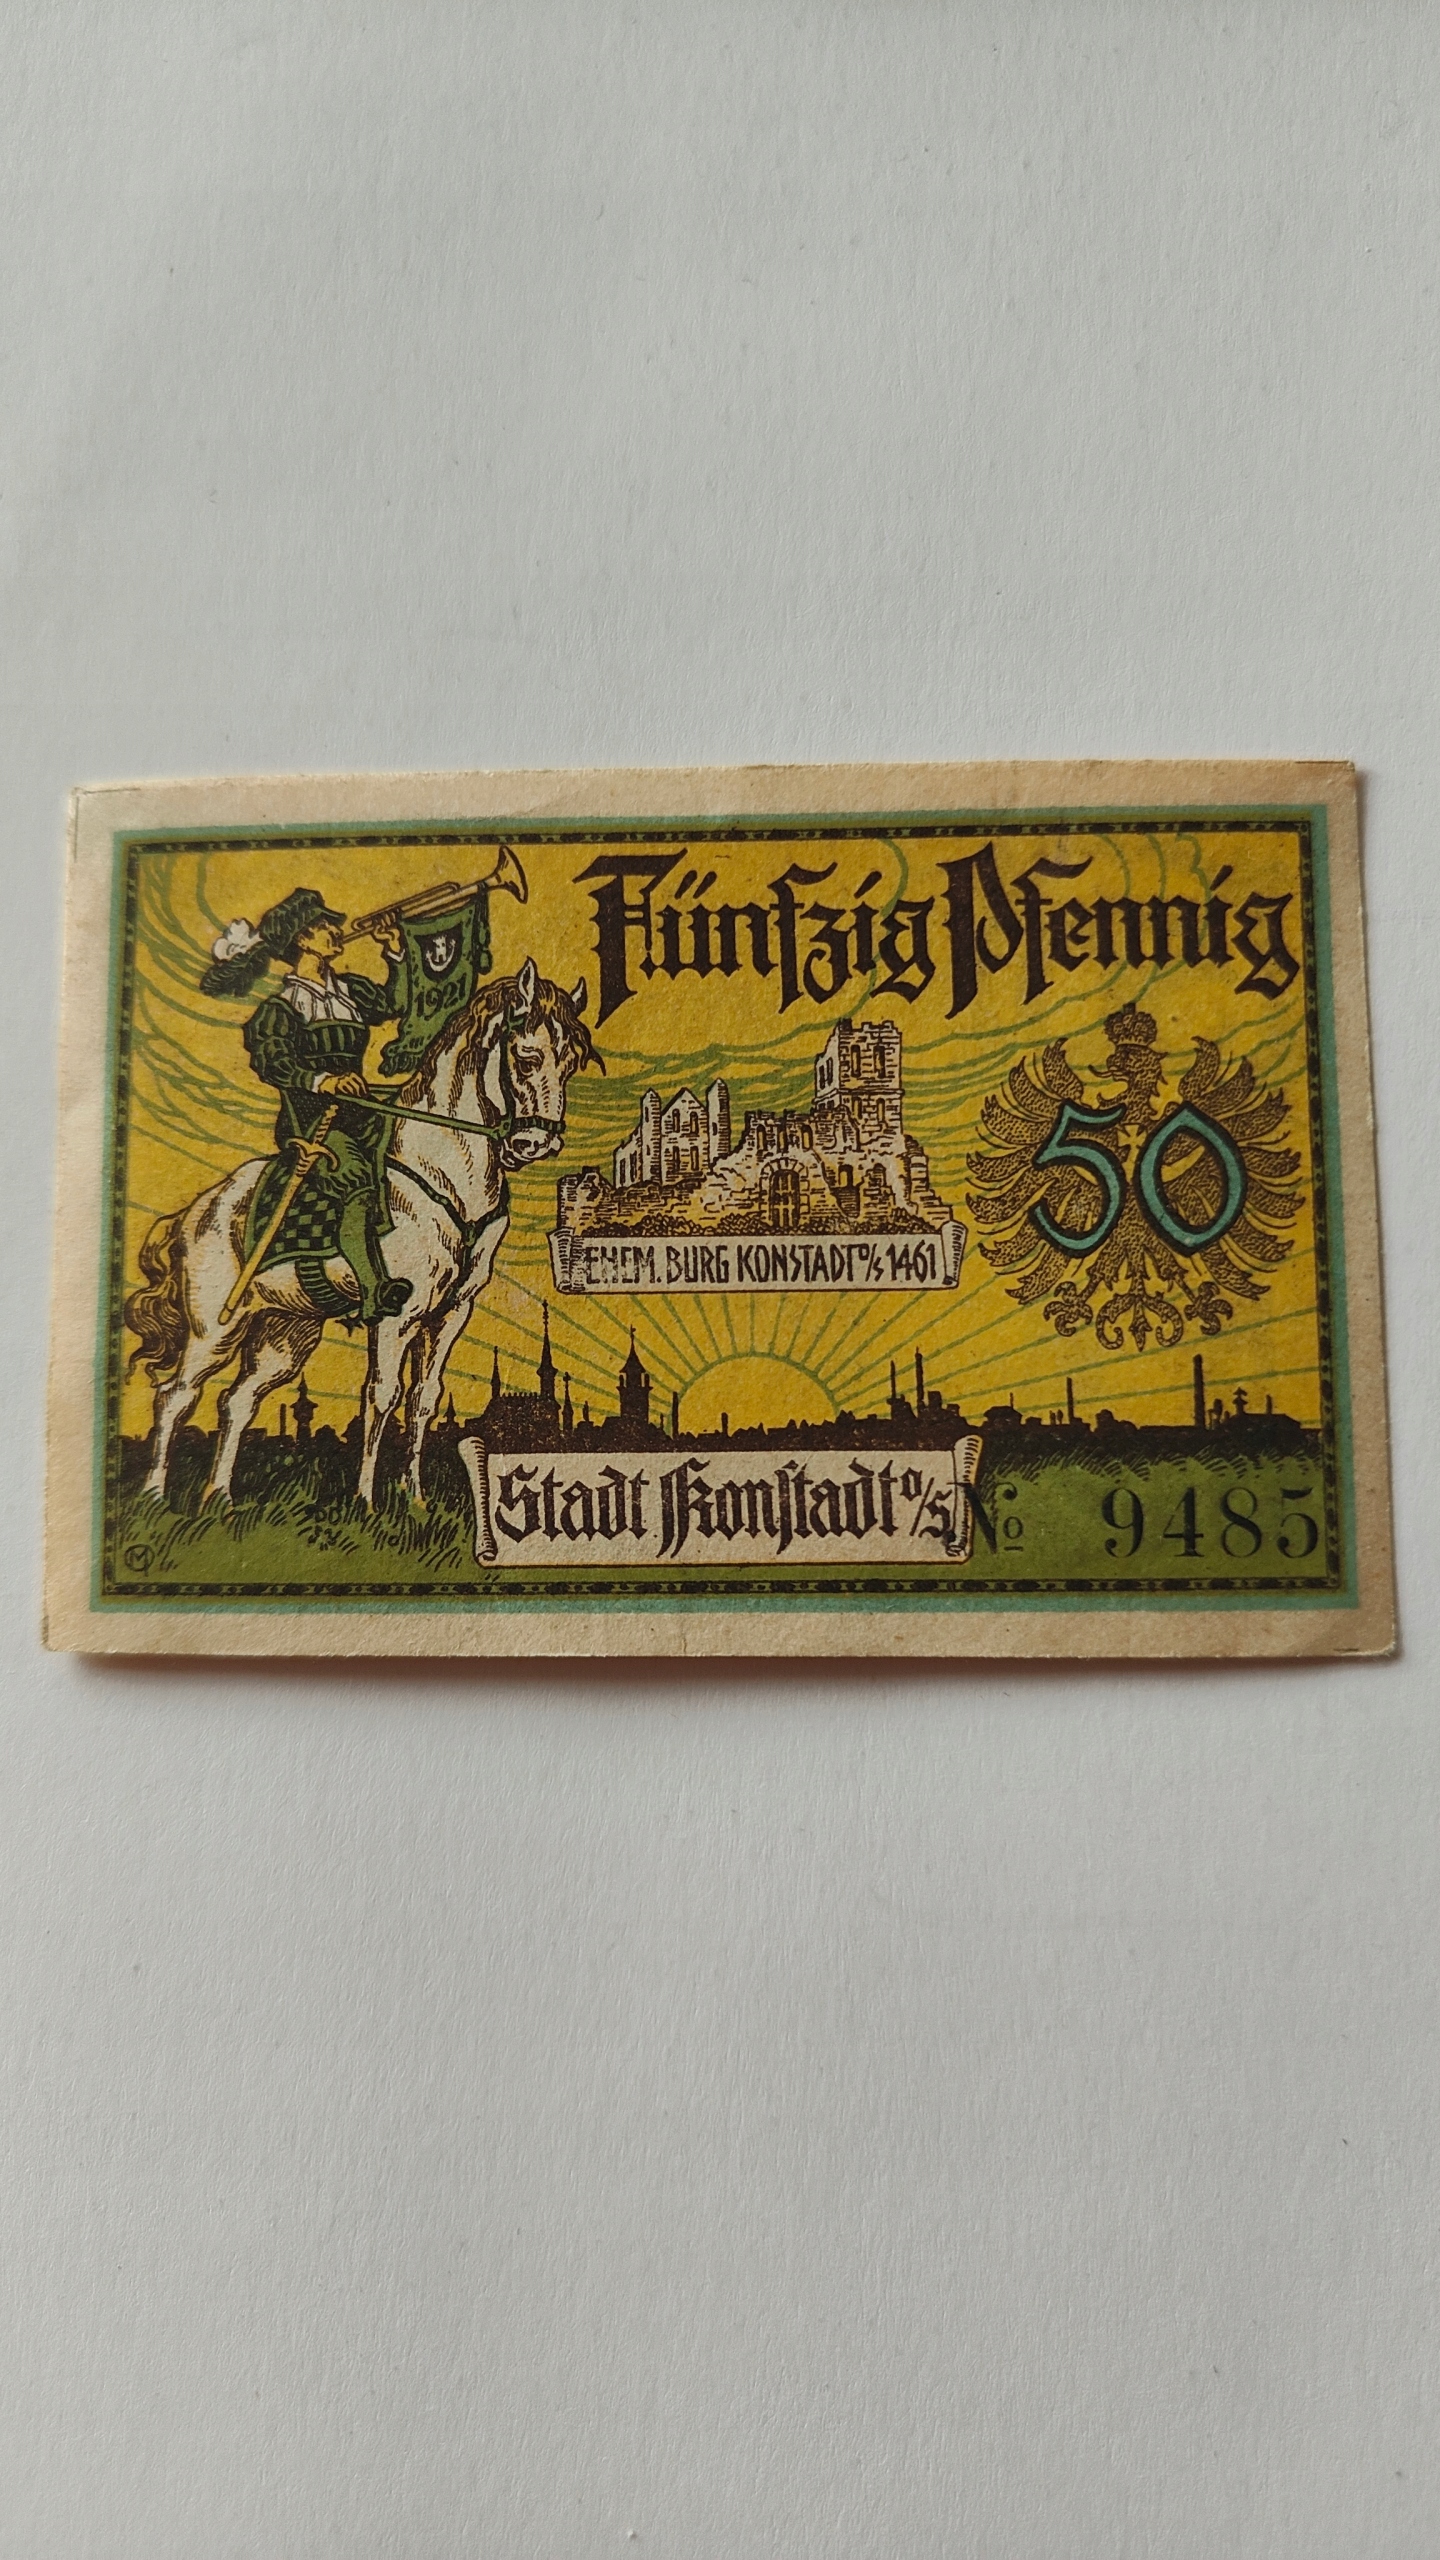 Fünfzig Pfennig
1921
50
EHEM. BURG KONSTADT O/S 1461
Stadt Konstadt O/S.
No 9485